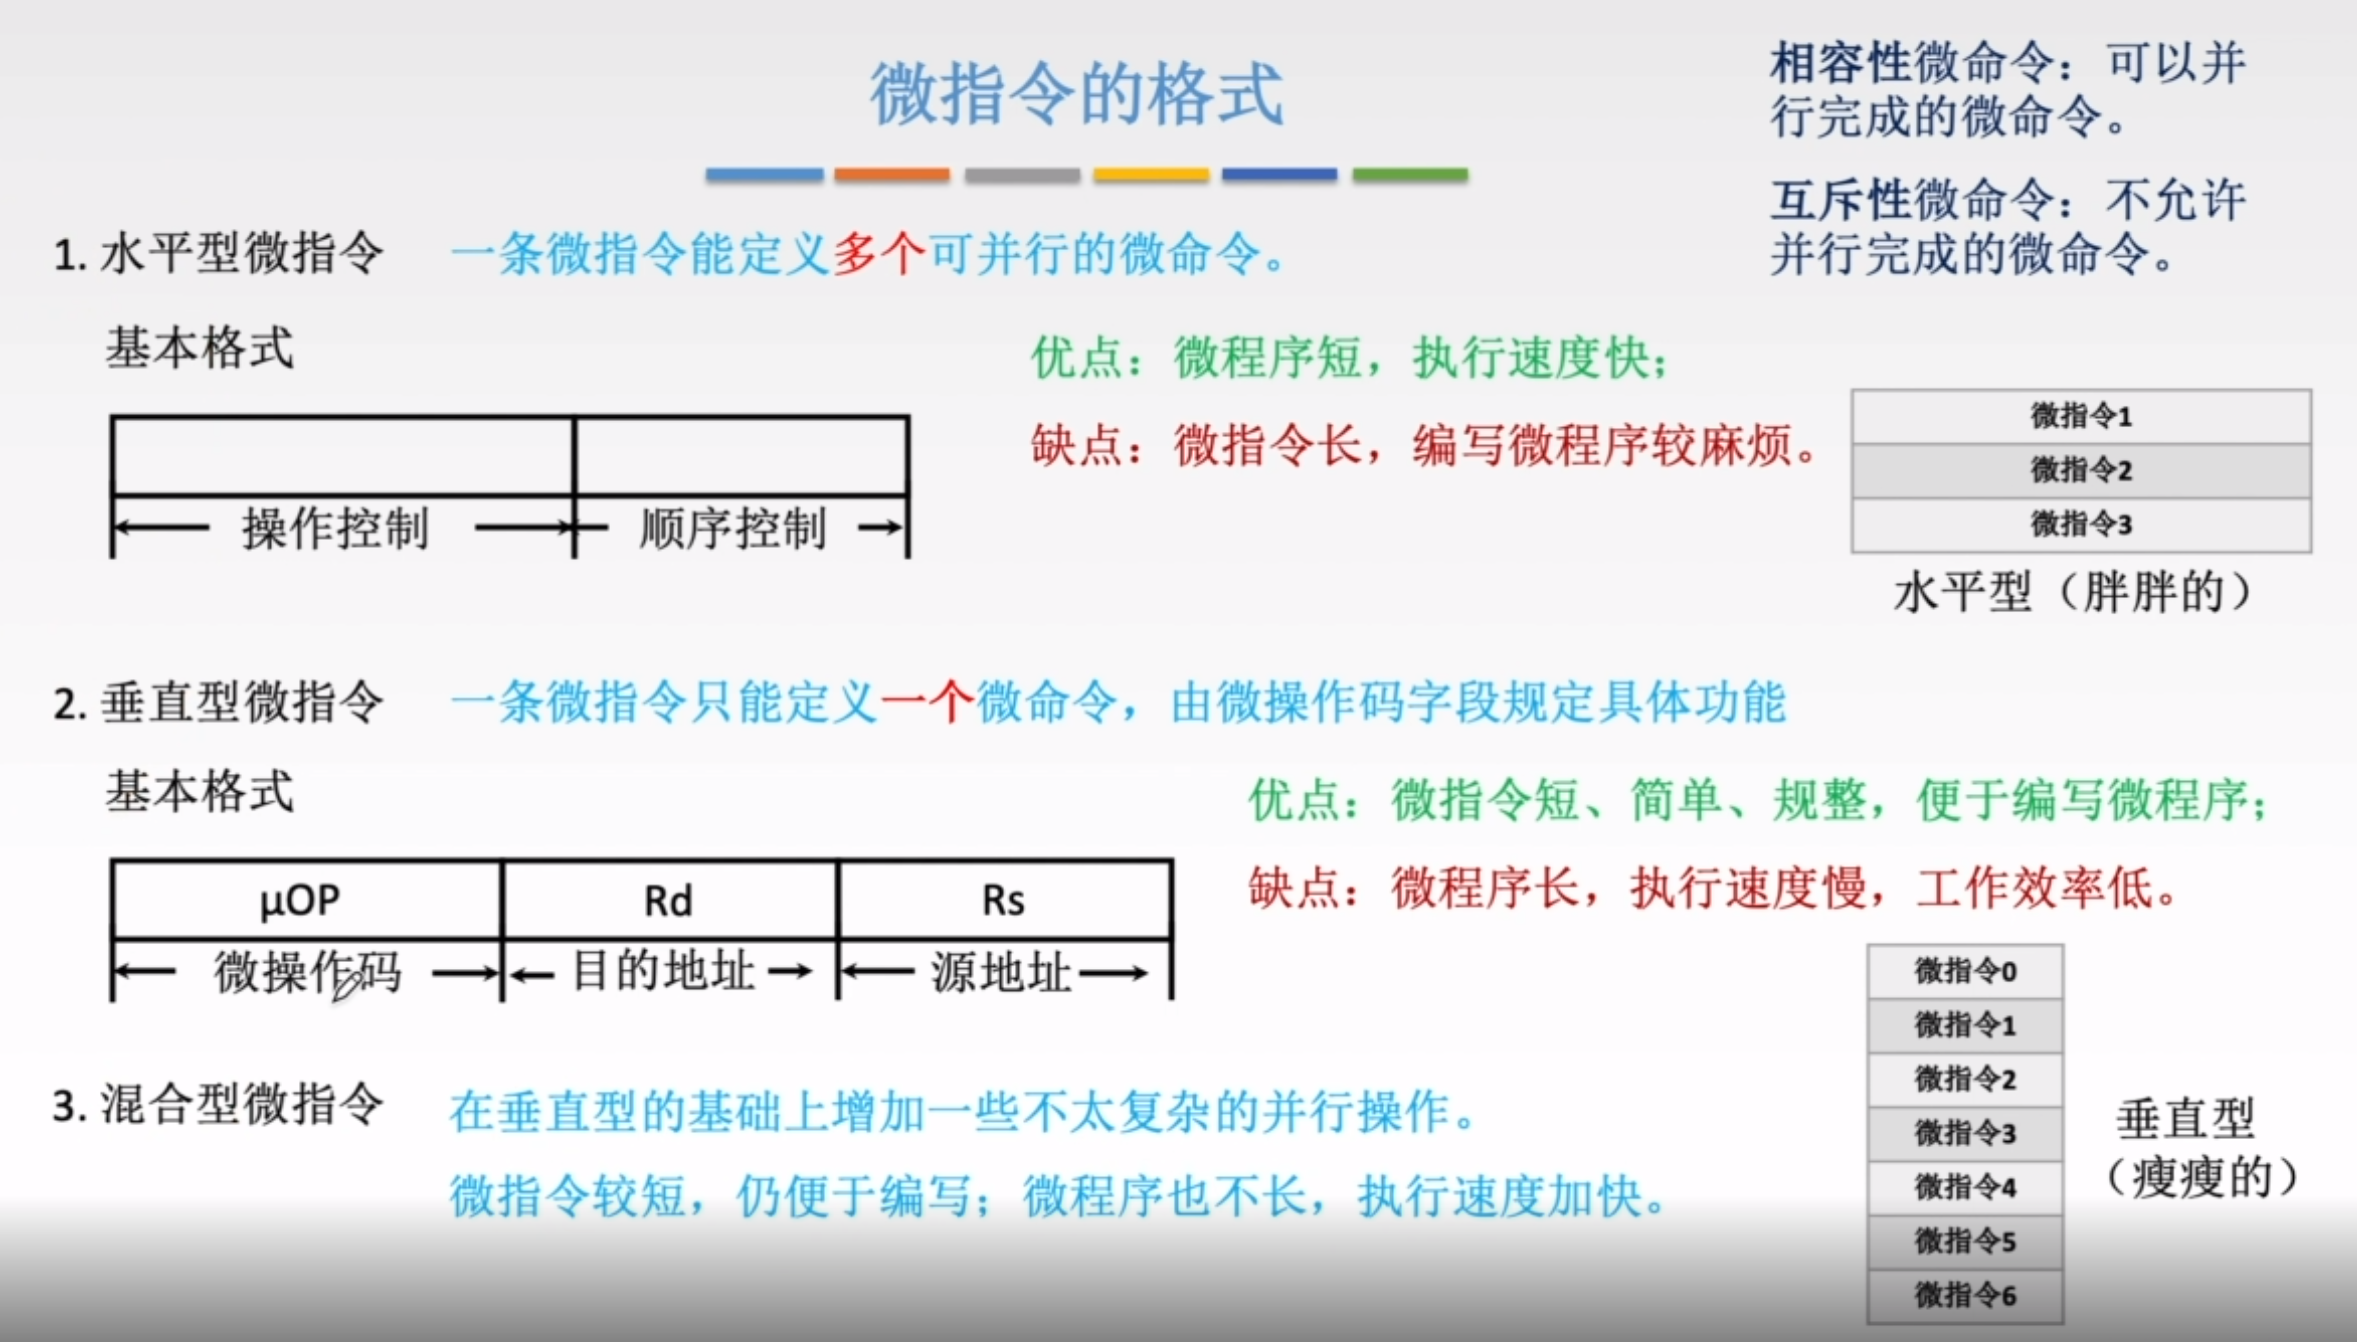 微指令的格式
相容性微命令：可以并
行完成的微命令。
互斥性微命令：不允许
并行完成的微命令。
1. 水平型微指令 一条微指令能定义多个可并行的微命令。
基本格式
优点：微程序短，执行速度快；
缺点：微指令长，编写微程序较麻烦。
操作控制 顺序控制
微指令1
微指令2
微指令3
水平型（胖胖的）
2. 垂直型微指令 一条微指令只能定义一个微命令，由微操作码字段规定具体功能
基本格式
优点：微指令短、简单、规整，便于编写微程序；
缺点：微程序长，执行速度慢，工作效率低。
μOP Rd Rs
微操作码 目的地址 源地址
微指令0
微指令1
微指令2
微指令3
微指令4
微指令5
微指令6
垂直型
（瘦瘦的）
3. 混合型微指令 在垂直型的基础上增加一些不太复杂的并行操作。
微指令较短，仍便于编写；微程序也不长，执行速度加快。